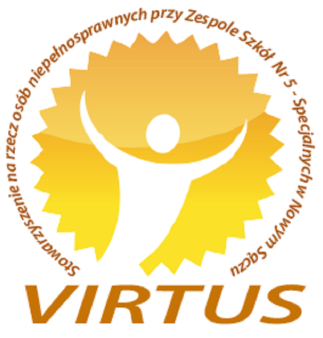 Stowarzyszenie na rzecz osób niepełnosprawnych przy Zespole Szkół Nr 5 - Specjalnych w Nowym Sączu
VIRTUS